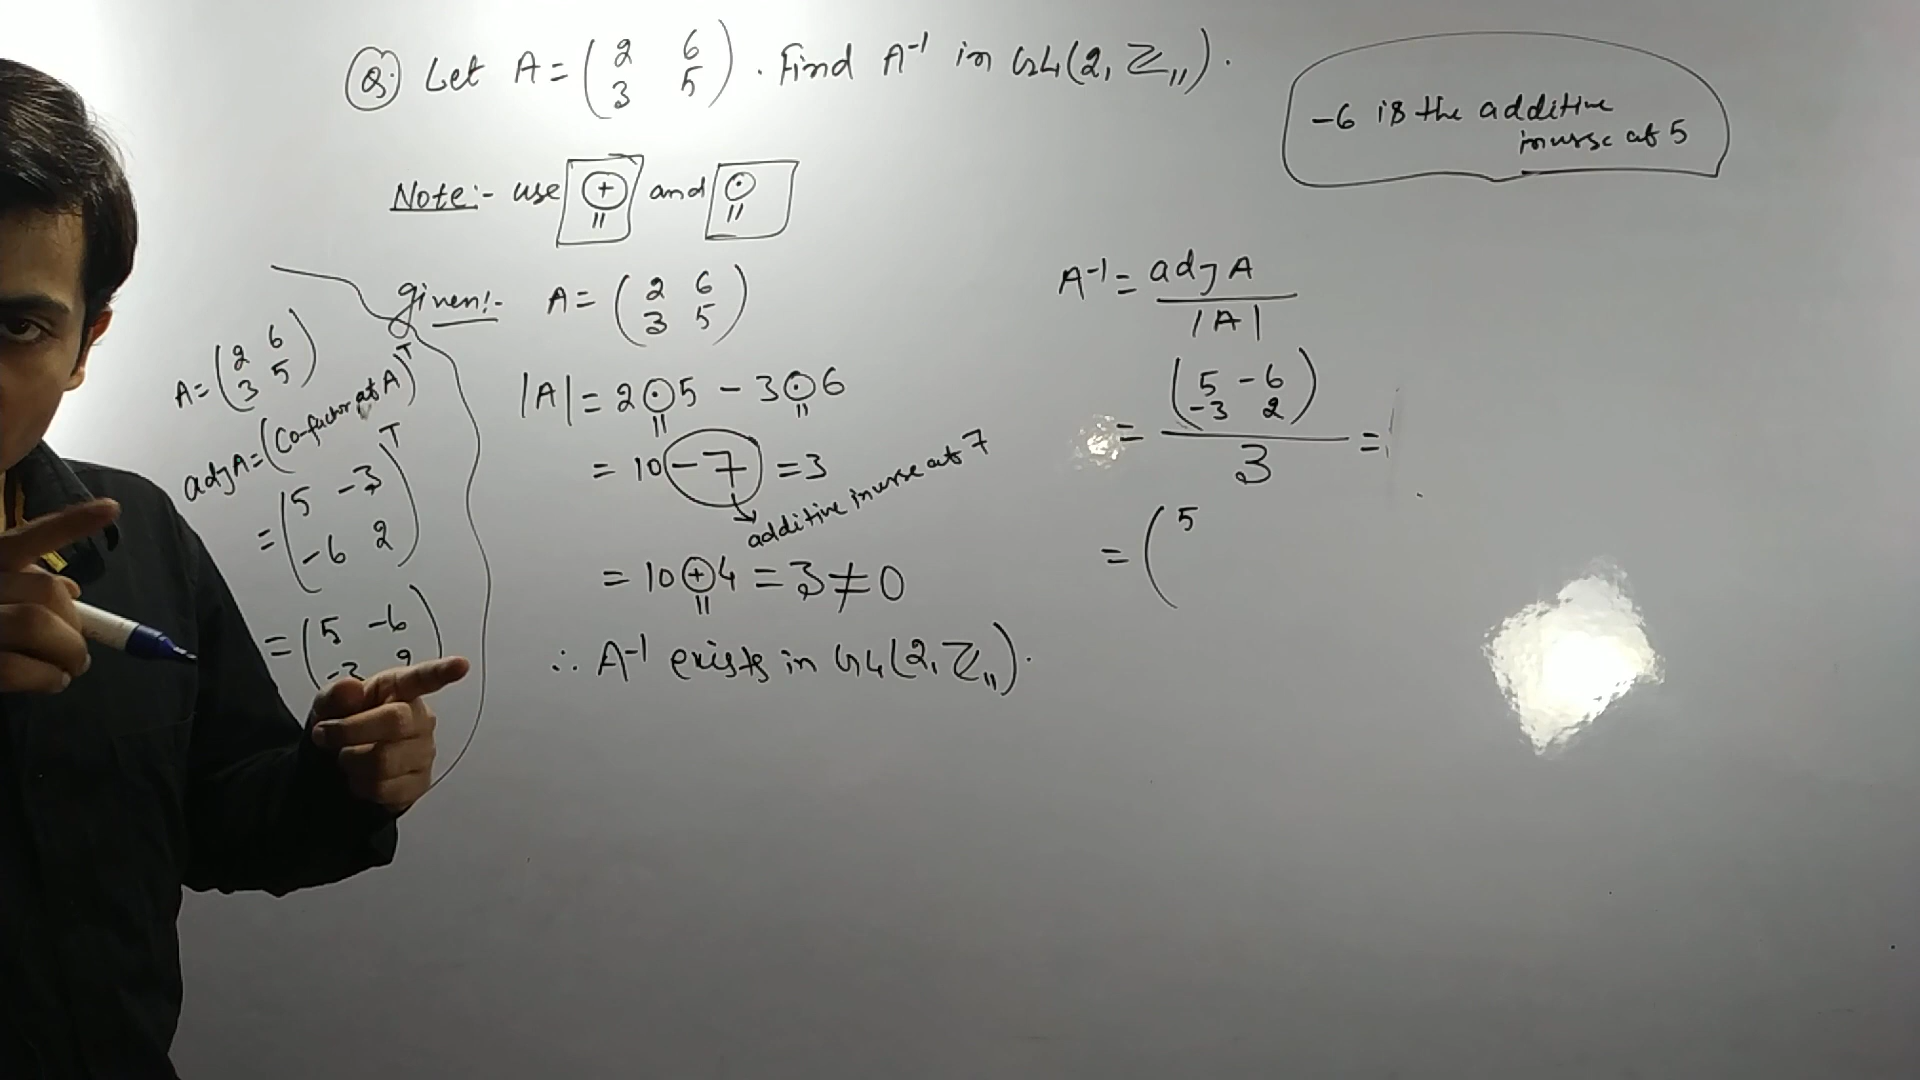 Q: Let A = (2 6
3 5). Find A⁻¹ in GL(2, Z₁₁).
-6 is the additive
inverse of 5
Note:- use ⊕₁₁ and ⊙₁₁
given:- A = (2 6
3 5)
|A| = 2⊙₁₁5 - 3⊙₁₁6
= 10 - 7 = 3
additive inverse of 7
= 10 ⊕₁₁ 4 = 3 ≠ 0
∴ A⁻¹ exists in GL(2, Z₁₁).
A = (2 6
3 5)
adj A = (Co-factor of A)ᵀ
= (5 -3
-6 2)ᵀ
= (5 -6
-3 2)
A⁻¹ = adj A
|A|
= (5 -6
-3 2)
3 =
= ( 5